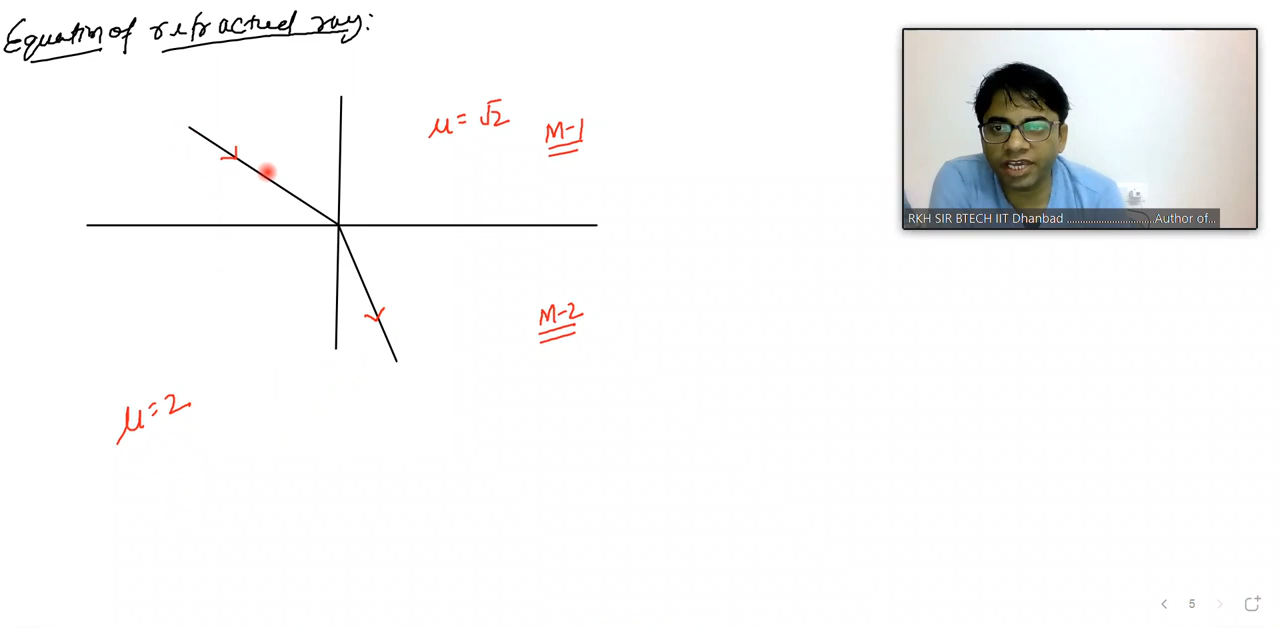 Equation of refracted ray:
μ = √2
M-1
RKH SIR BTECH IIT Dhanbad ..................................Author of...
M-2
μ = 2
5